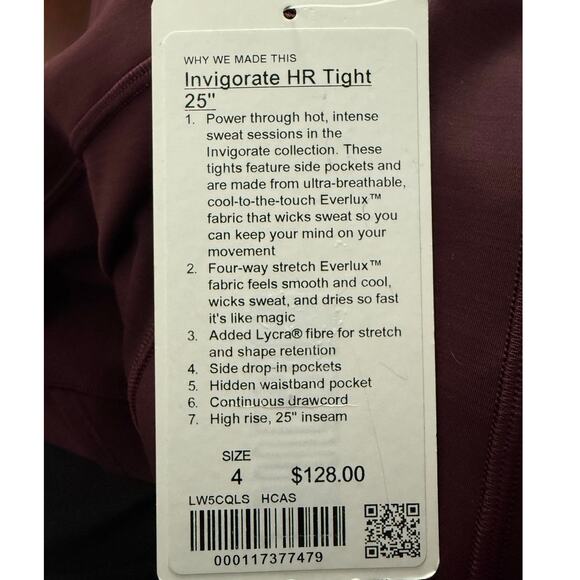 WHY WE MADE THIS
Invigorate HR Tight
25"
1. Power through hot, intense
sweat sessions in the
Invigorate collection. These
tights feature side pockets and
are made from ultra-breathable,
cool-to-the-touch Everlux™
fabric that wicks sweat so you
can keep your mind on your
movement
2. Four-way stretch Everlux™
fabric feels smooth and cool,
wicks sweat, and dries so fast
it's like magic
3. Added Lycra® fibre for stretch
and shape retention
4. Side drop-in pockets
5. Hidden waistband pocket
6. Continuous drawcord
7. High rise, 25" inseam
SIZE
4 $128.00
LW5CQLS HCAS
000117377479